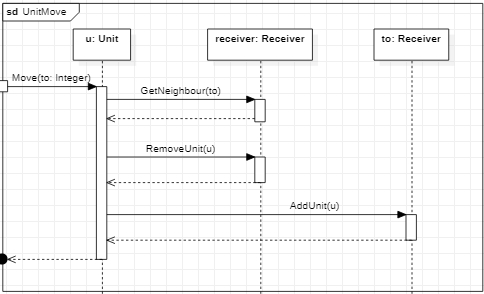 sd UnitMove
u: Unit
receiver: Receiver
to: Receiver
Move(to: Integer)
GetNeighbour(to)
RemoveUnit(u)
AddUnit(u)